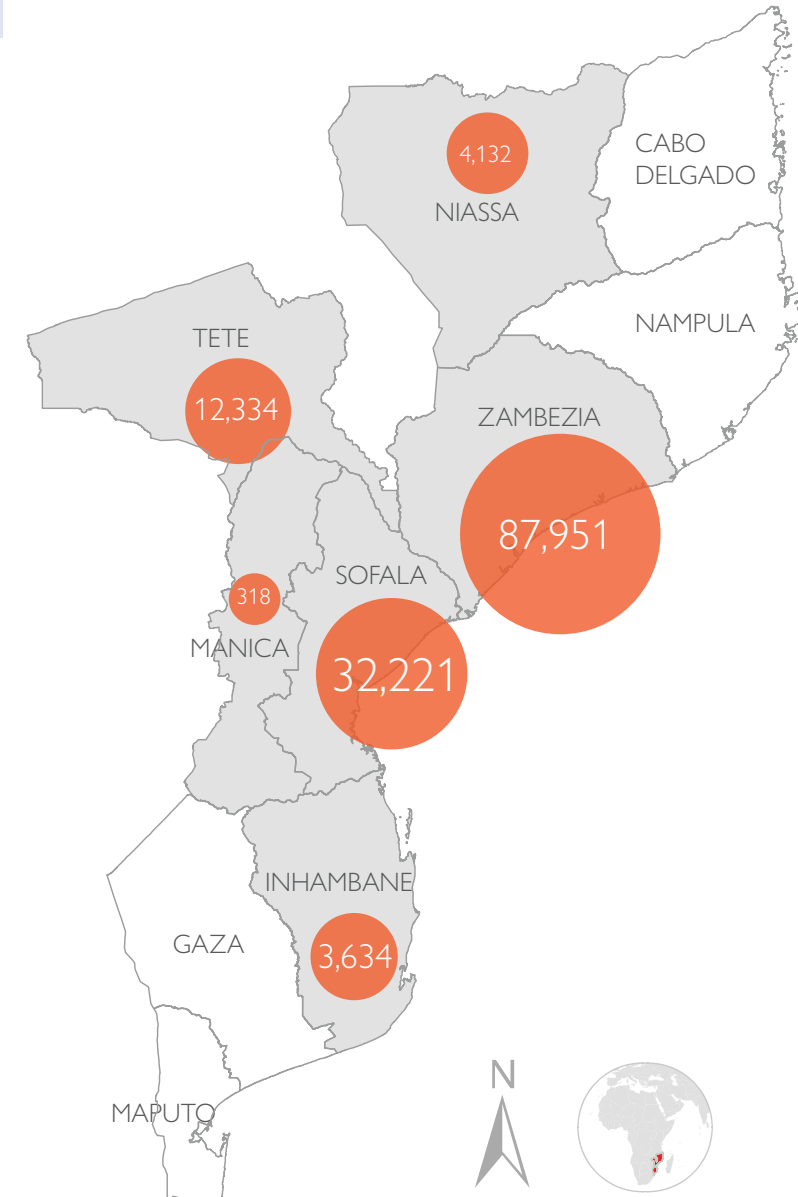 CABO
DELGADO
4,132
NIASSA
NAMPULA
TETE
12,334
ZAMBEZIA
87,951
SOFALA
318
MANICA
32,221
INHAMBANE
GAZA
3,634
N
MAPUTO